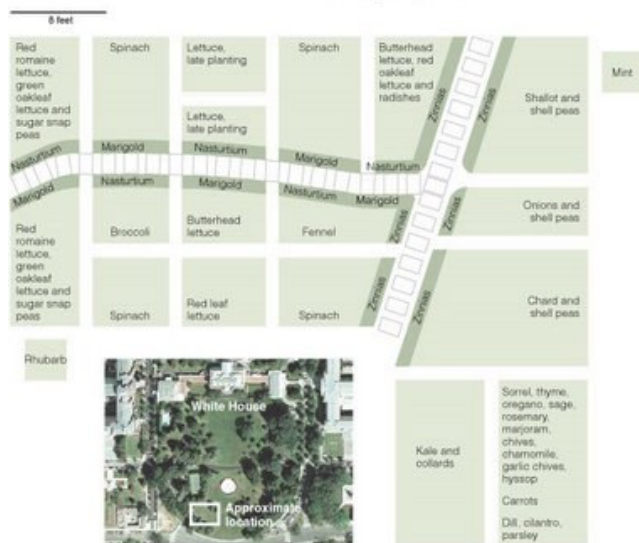 8 feet
Red
romaine
lettuce,
green
oakleaf
lettuce and
sugar snap
peas
Spinach
Lettuce,
late planting
Lettuce,
late planting
Spinach
Butterhead
lettuce, red
oakleaf
lettuce and
radishes
Zinnias
Zinnias
Shallot and
shell peas
Mint
Nasturtium
Marigold
Nasturtium
Marigold
Nasturtium
Marigold
Nasturtium
Marigold
Nasturtium
Marigold
Zinnias
Zinnias
Onions and
shell peas
Red
romaine
lettuce,
green
oakleaf
lettuce and
sugar snap
peas
Broccoli
Butterhead
lettuce
Fennel
Spinach
Red leaf
lettuce
Spinach
Zinnias
Zinnias
Chard and
shell peas
Rhubarb
White House
Approximate
location
Kale and
collards
Sorrel, thyme,
oregano, sage,
rosemary,
marjoram,
chives,
chamomile,
garlic chives,
hyssop
Carrots
Dill, cilantro,
parsley